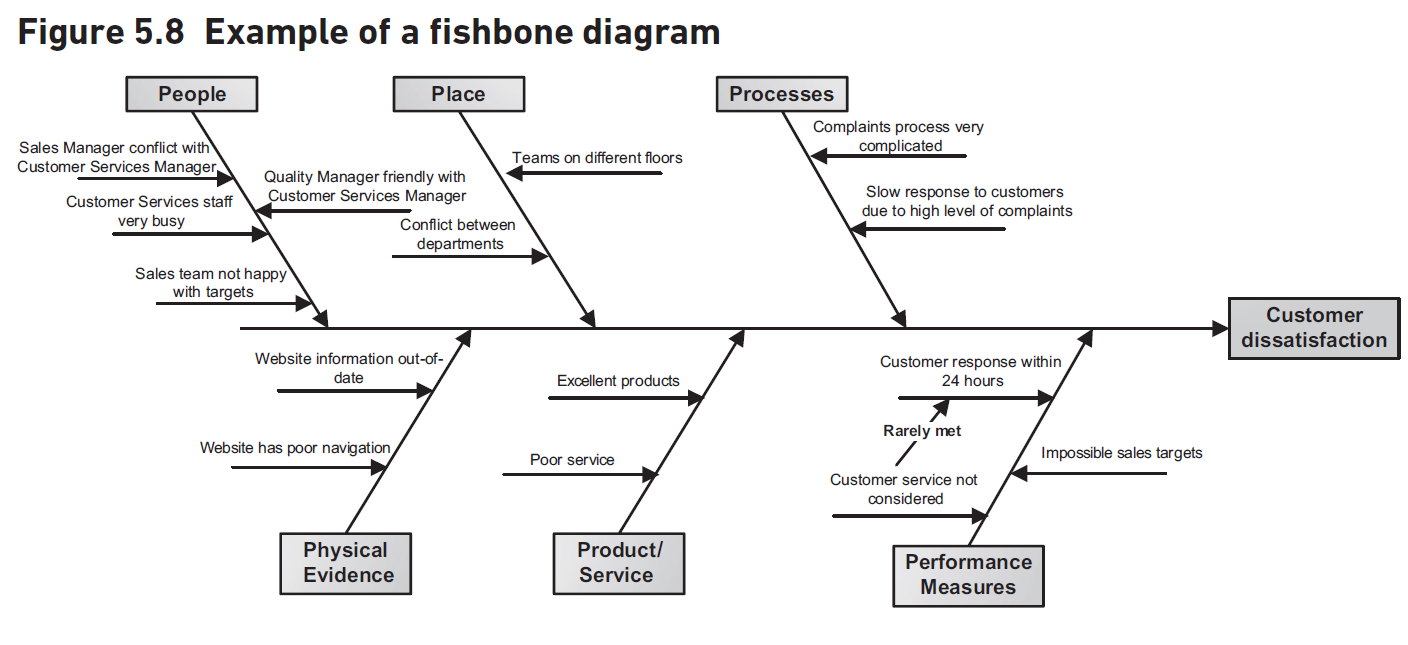 Figure 5.8 Example of a fishbone diagram
People
Place
Processes
Sales Manager conflict with
Customer Services Manager
Quality Manager friendly with
Customer Services Manager
Customer Services staff
very busy
Sales team not happy
with targets
Teams on different floors
Conflict between
departments
Complaints process very
complicated
Slow response to customers
due to high level of complaints
Customer
dissatisfaction
Website information out-of-
date
Website has poor navigation
Physical
Evidence
Excellent products
Poor service
Product/
Service
Customer response within
24 hours
Rarely met
Impossible sales targets
Customer service not
considered
Performance
Measures